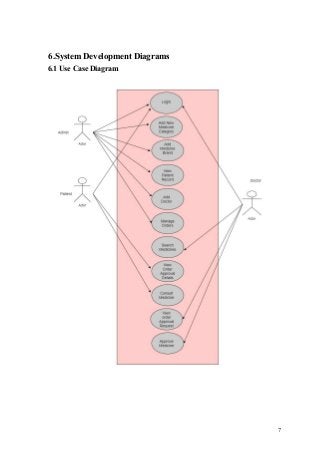 6.System Development Diagrams
6.1 Use Case Diagram
Login
Add New
Medicine
Category
Add
Medicine
Brand
View
Patient
Record
Add
Doctor
Manage
Orders
Search
Medicines
View
Order
Approval
Details
Consult
Medicine
View
order
Approval
Request
Approve
Medicine
Admin
Actor
Patient
Actor
Doctor
Actor
7